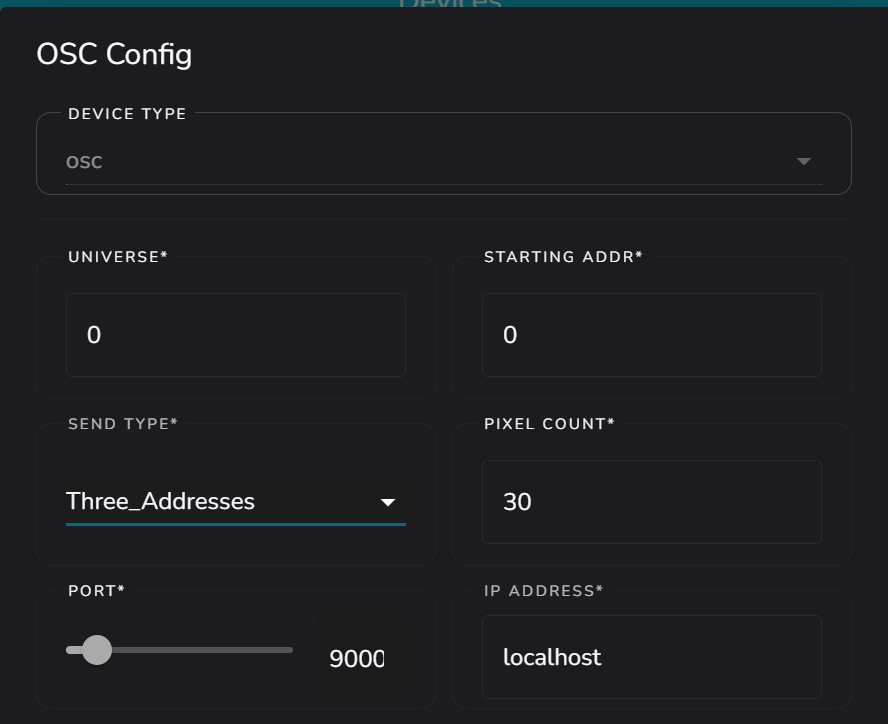 Devices
OSC Config
DEVICE TYPE
OSC
UNIVERSE*
STARTING ADDR*
0
0
SEND TYPE*
PIXEL COUNT*
Three_Addresses
30
PORT*
IP ADDRESS*
9000
localhost